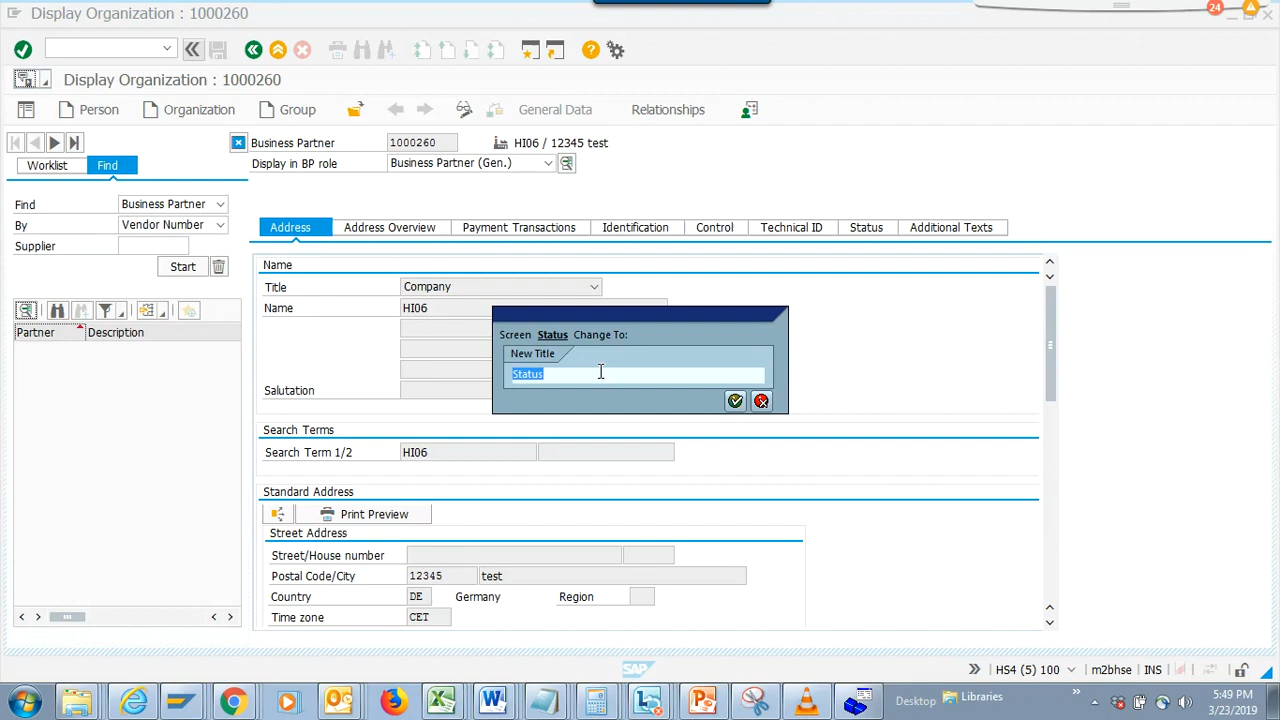 Display Organization : 1000260
24
Display Organization : 1000260
Person
Organization
Group
General Data
Relationships
Business Partner
1000260
HI06 / 12345 test
Worklist
Find
Display in BP role
Business Partner (Gen.)
Find
Business Partner
By
Vendor Number
Supplier
Start
Partner
Description
Address
Address Overview
Payment Transactions
Identification
Control
Technical ID
Status
Additional Texts
Name
Title
Company
Name
HI06
Salutation
Screen Status Change To:
New Title
Status
Search Terms
Search Term 1/2
HI06
Standard Address
Print Preview
Street Address
Street/House number
Postal Code/City
12345
test
Country
DE
Germany
Region
Time zone
CET
SAP
HS4 (5) 100
m2bhse
INS
Desktop
Libraries
5:49 PM
3/23/2019